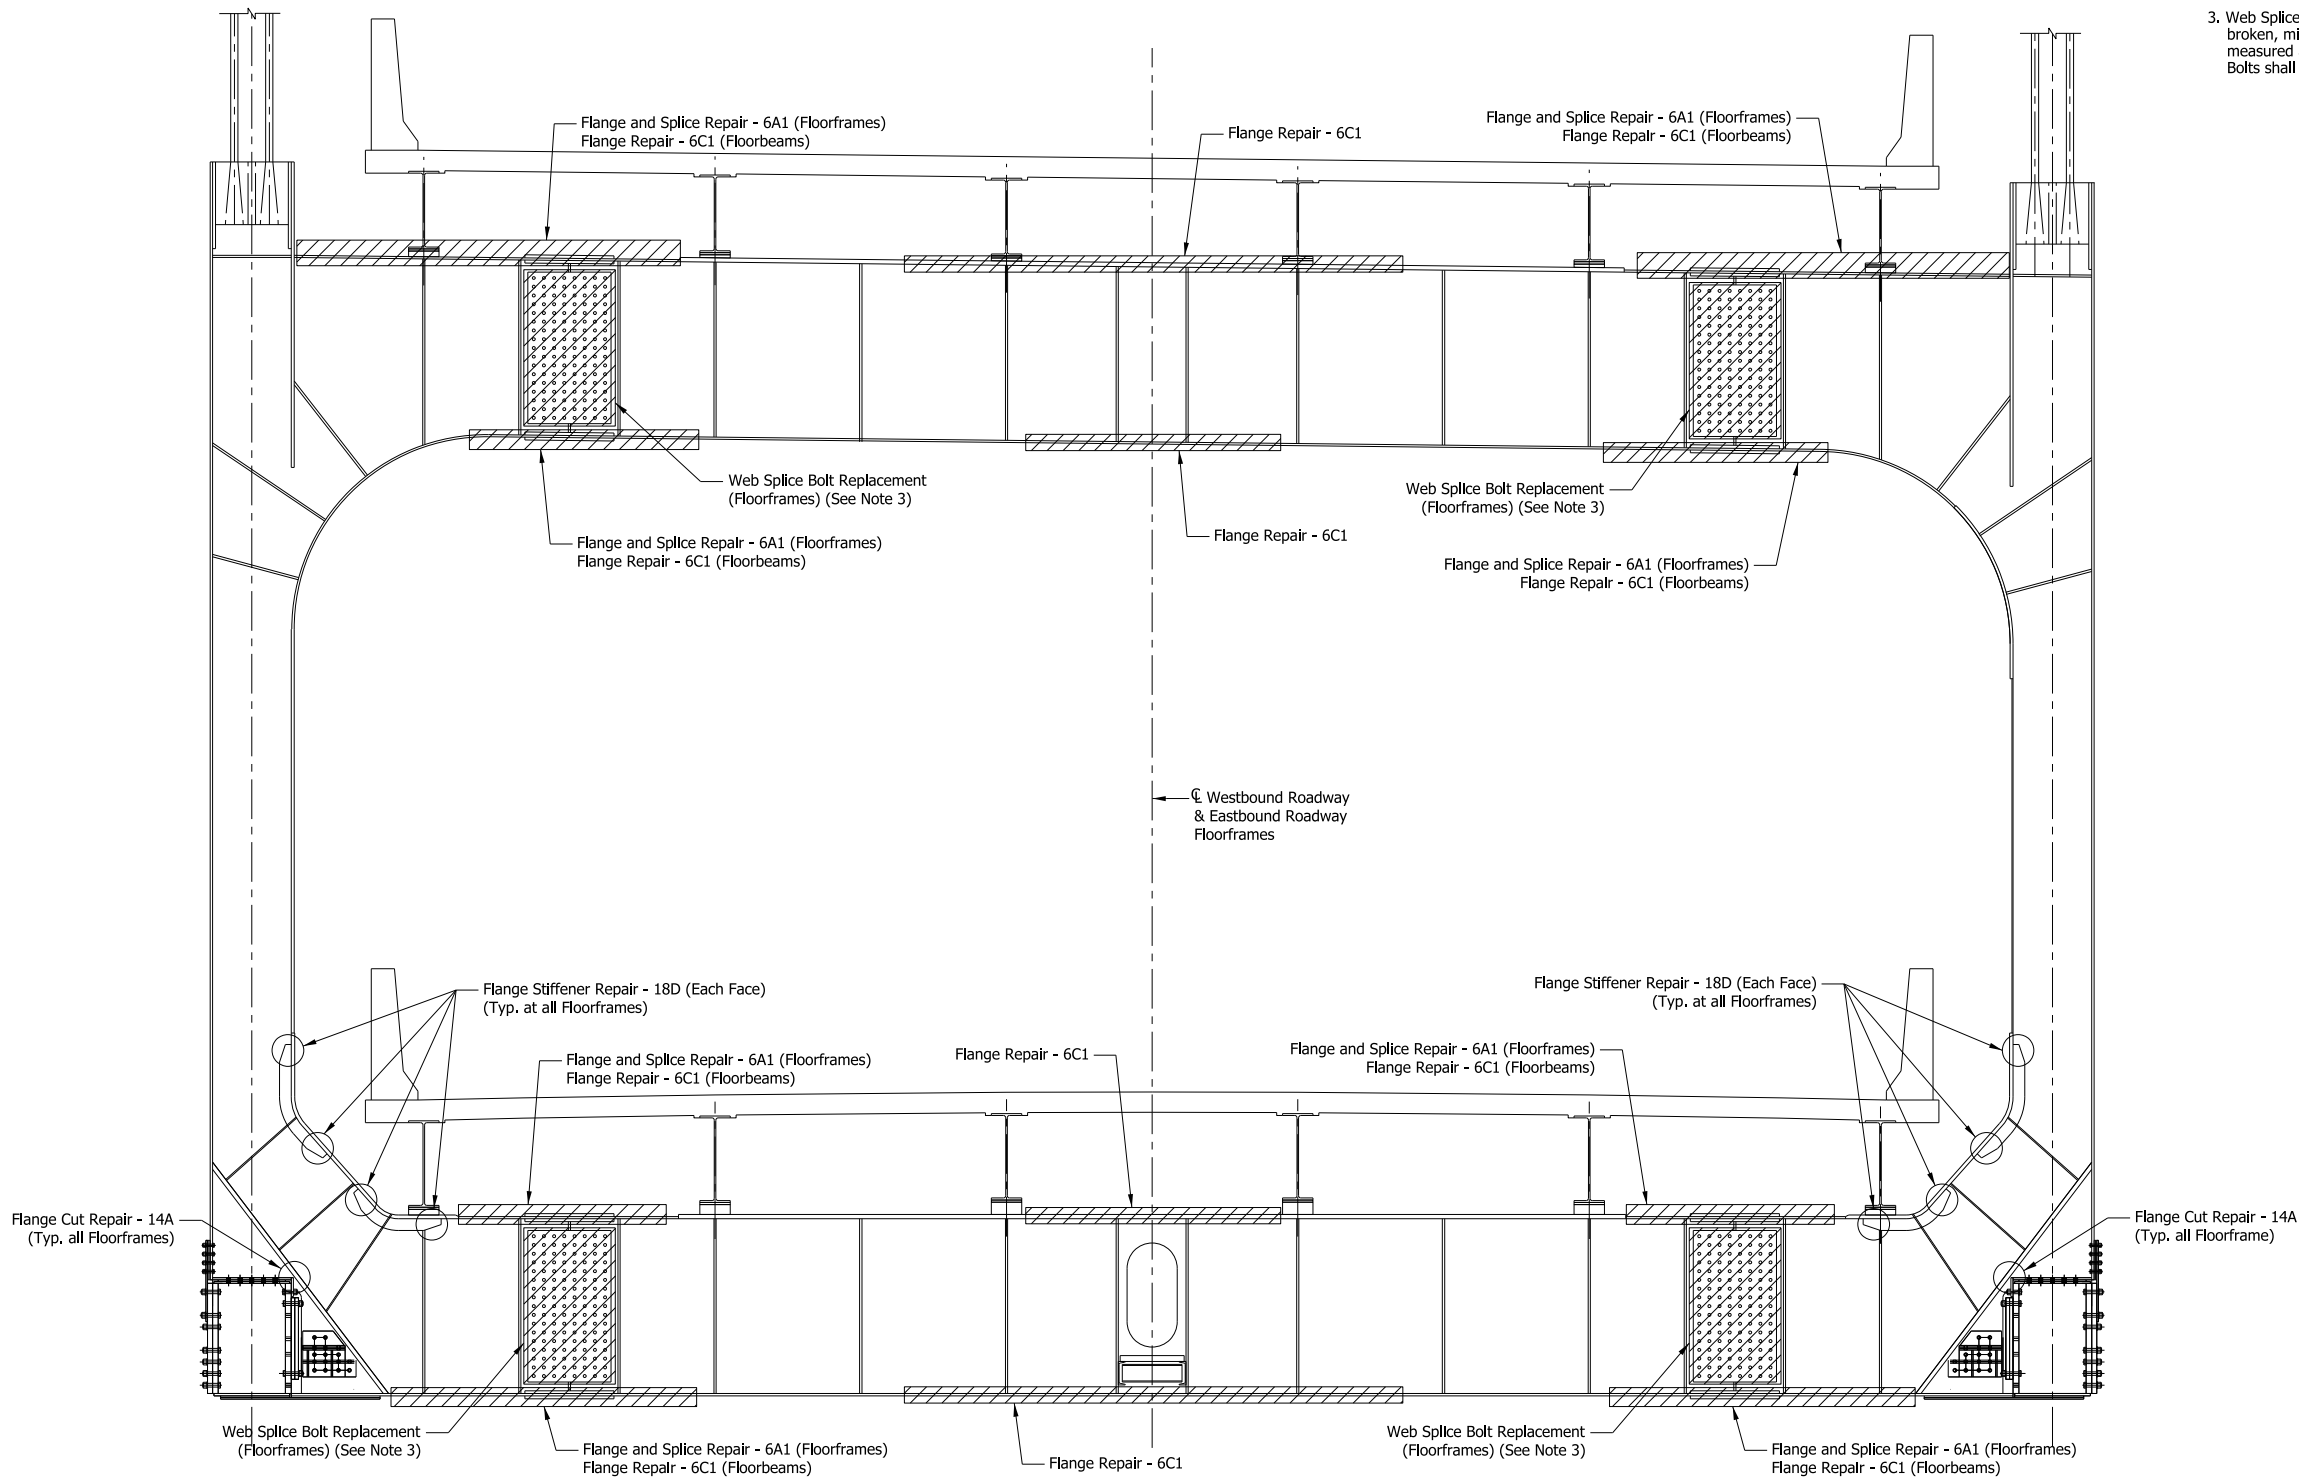 3. Web Splice
broken, mi
measured
Bolts shall
Flange and Splice Repair - 6A1 (Floorframes)
Flange Repair - 6C1 (Floorbeams)
Flange Repair - 6C1
Flange and Splice Repair - 6A1 (Floorframes)
Flange Repair - 6C1 (Floorbeams)
Web Splice Bolt Replacement
(Floorframes) (See Note 3)
Web Splice Bolt Replacement
(Floorframes) (See Note 3)
Flange and Splice Repair - 6A1 (Floorframes)
Flange Repair - 6C1 (Floorbeams)
Flange Repair - 6C1
Flange and Splice Repair - 6A1 (Floorframes)
Flange Repair - 6C1 (Floorbeams)
℄ Westbound Roadway
& Eastbound Roadway
Floorframes
Flange Stiffener Repair - 18D (Each Face)
(Typ. at all Floorframes)
Flange Stiffener Repair - 18D (Each Face)
(Typ. at all Floorframes)
Flange and Splice Repair - 6A1 (Floorframes)
Flange Repair - 6C1 (Floorbeams)
Flange Repair - 6C1
Flange and Splice Repair - 6A1 (Floorframes)
Flange Repair - 6C1 (Floorbeams)
Flange Cut Repair - 14A
(Typ. all Floorframes)
Flange Cut Repair - 14A
(Typ. all Floorframe)
Web Splice Bolt Replacement
(Floorframes) (See Note 3)
Flange and Splice Repair - 6A1 (Floorframes)
Flange Repair - 6C1 (Floorbeams)
Flange Repair - 6C1
Web Splice Bolt Replacement
(Floorframes) (See Note 3)
Flange and Splice Repair - 6A1 (Floorframes)
Flange Repair - 6C1 (Floorbeams)